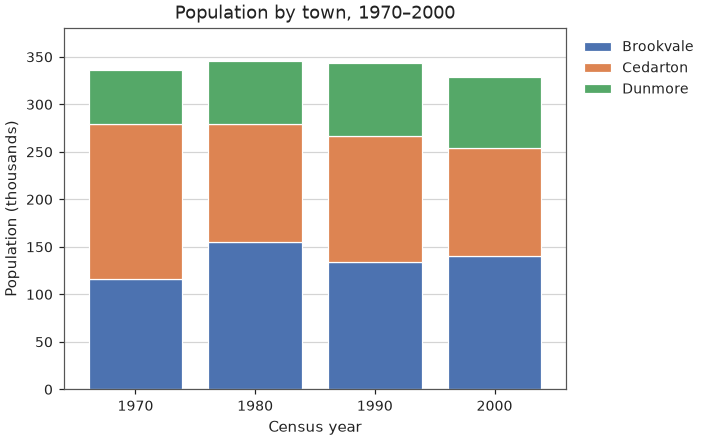 Population by town, 1970–2000
Brookvale
Cedarton
Dunmore
Population (thousands)
350
300
250
200
150
100
50
0
1970 1980 1990 2000
Census year